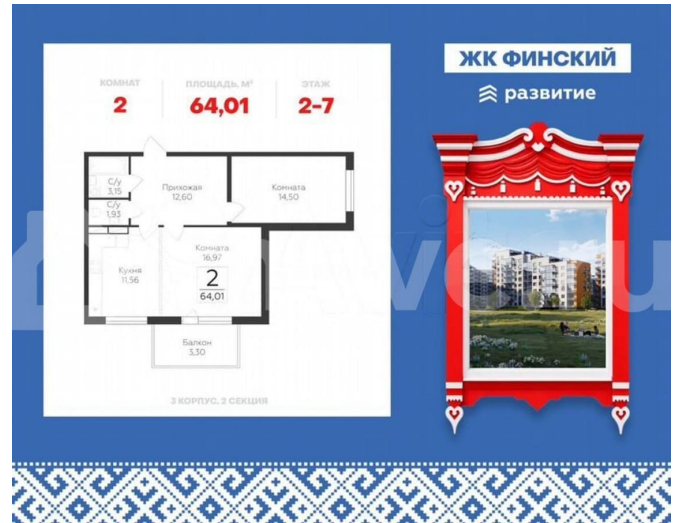 КОМНАТ
2
ПЛОЩАДЬ, М²
64,01
ЭТАЖ
2-7
С/у
3,15
С/у
1,93
Прихожая
12,60
Комната
14,50
Кухня
11,56
Комната
16,97
2
64,01
Балкон
3,30
3 КОРПУС, 2 СЕКЦИЯ
ЖК ФИНСКИЙ
развитие